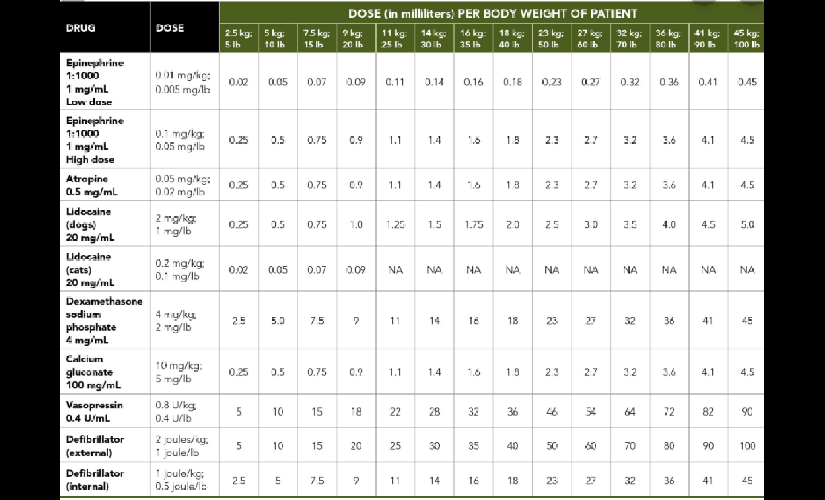 DOSE (in milliliters) PER BODY WEIGHT OF PATIENT
DRUG DOSE 2.5 kg; 5 kg; 7.5 kg; 9 kg; 11 kg; 14 kg; 16 kg; 18 kg; 23 kg; 27 kg; 32 kg; 36 kg; 41 kg; 45 kg;
5 lb 10 lb 15 lb 20 lb 25 lb 30 lb 35 lb 40 lb 50 lb 60 lb 70 lb 80 lb 90 lb 100 lb
Epinephrine
1:1000
1 mg/mL
Low dose
0.01 mg/kg;
0.005 mg/lb
0.02 0.05 0.07 0.09 0.11 0.14 0.16 0.18 0.23 0.27 0.32 0.36 0.41 0.45
Epinephrine
1:1000
1 mg/mL
High dose
0.1 mg/kg;
0.05 mg/lb
0.25 0.5 0.75 0.9 1.1 1.4 1.6 1.8 2.3 2.7 3.2 3.6 4.1 4.5
Atropine
0.5 mg/mL
0.05 mg/kg;
0.02 mg/lb
0.25 0.5 0.75 0.9 1.1 1.4 1.6 1.8 2.3 2.7 3.2 3.6 4.1 4.5
Lidocaine
(dogs)
20 mg/mL
2 mg/kg;
1 mg/lb
0.25 0.5 0.75 1.0 1.25 1.5 1.75 2.0 2.5 3.0 3.5 4.0 4.5 5.0
Lidocaine
(cats)
20 mg/mL
0.2 mg/kg;
0.1 mg/lb
0.02 0.05 0.07 0.09 NA NA NA NA NA NA NA NA NA NA
Dexamethasone
sodium
phosphate
4 mg/mL
4 mg/kg;
2 mg/lb
2.5 5.0 7.5 9 11 14 16 18 23 27 32 36 41 45
Calcium
gluconate
100 mg/mL
10 mg/kg;
5 mg/lb
0.25 0.5 0.75 0.9 1.1 1.4 1.6 1.8 2.3 2.7 3.2 3.6 4.1 4.5
Vasopressin
0.4 U/mL
0.8 U/kg;
0.4 U/lb
5 10 15 18 22 28 32 36 46 54 64 72 82 90
Defibrillator
(external)
2 joules/kg;
1 joule/lb
5 10 15 20 25 30 35 40 50 60 70 80 90 100
Defibrillator
(internal)
1 joule/kg;
0.5 joule/lb
2.5 5 7.5 9 11 14 16 18 23 27 32 36 41 45